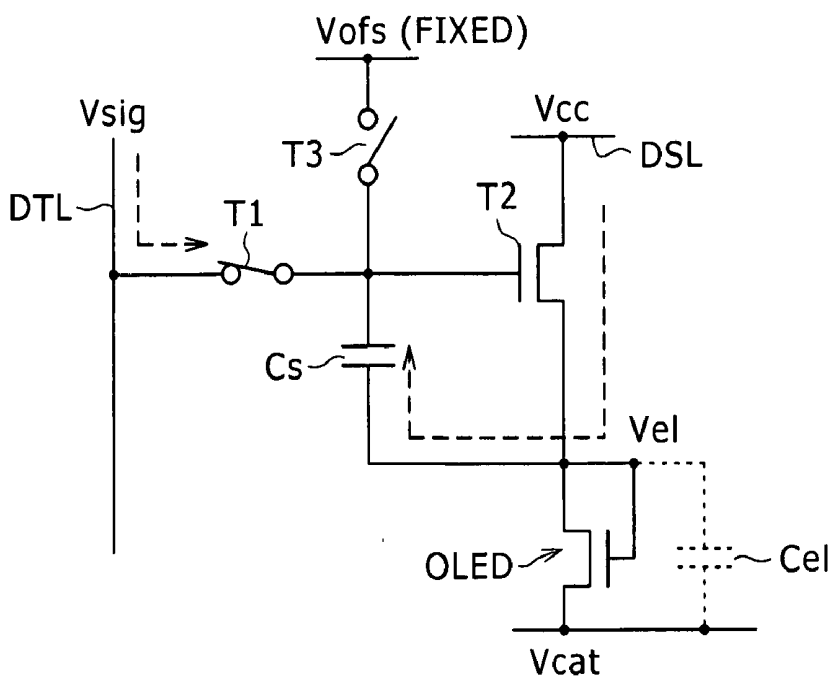 Vofs (FIXED)
Vsig
Vcc
T3
DSL
DTL
T1
T2
Cs
Vel
OLED
Cel
Vcat